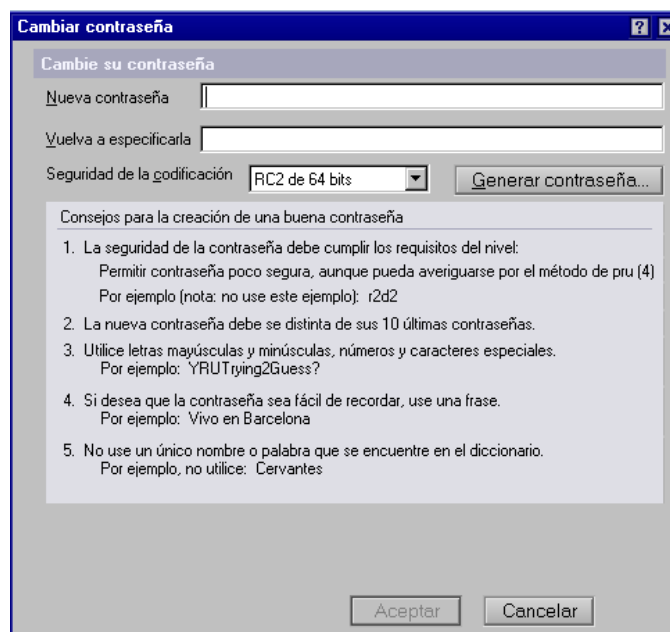 Cambiar contraseña
Cambie su contraseña
Nueva contraseña
Vuelva a especificarla
Seguridad de la codificación RC2 de 64 bits Generar contraseña...
Consejos para la creación de una buena contraseña
1. La seguridad de la contraseña debe cumplir los requisitos del nivel:
Permitir contraseña poco segura, aunque pueda averiguarse por el método de pru (4)
Por ejemplo (nota: no use este ejemplo): r2d2
2. La nueva contraseña debe se distinta de sus 10 últimas contraseñas.
3. Utilice letras mayúsculas y minúsculas, números y caracteres especiales.
Por ejemplo: YRUTrying2Guess?
4. Si desea que la contraseña sea fácil de recordar, use una frase.
Por ejemplo: Vivo en Barcelona
5. No use un único nombre o palabra que se encuentre en el diccionario.
Por ejemplo, no utilice: Cervantes
Aceptar Cancelar